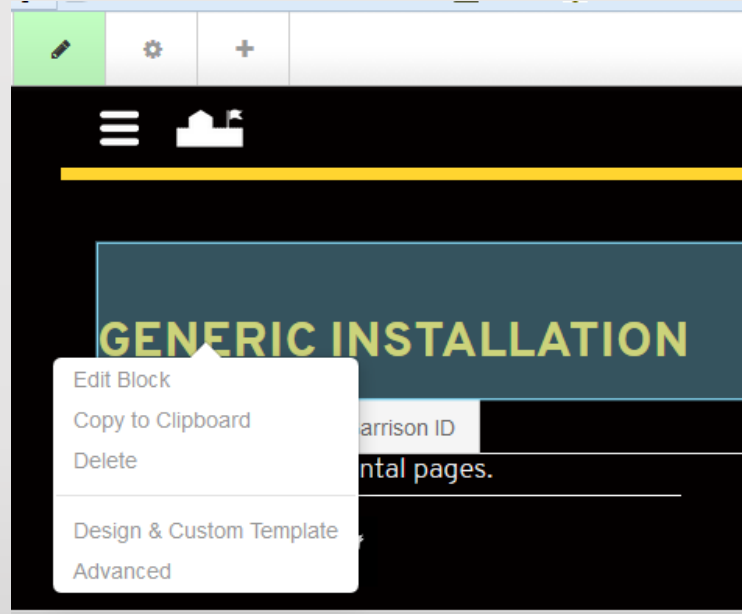 GENERIC INSTALLATION
Edit Block
Copy to Clipboard
arrison ID
Delete
ntal pages.
Design & Custom Template
Advanced